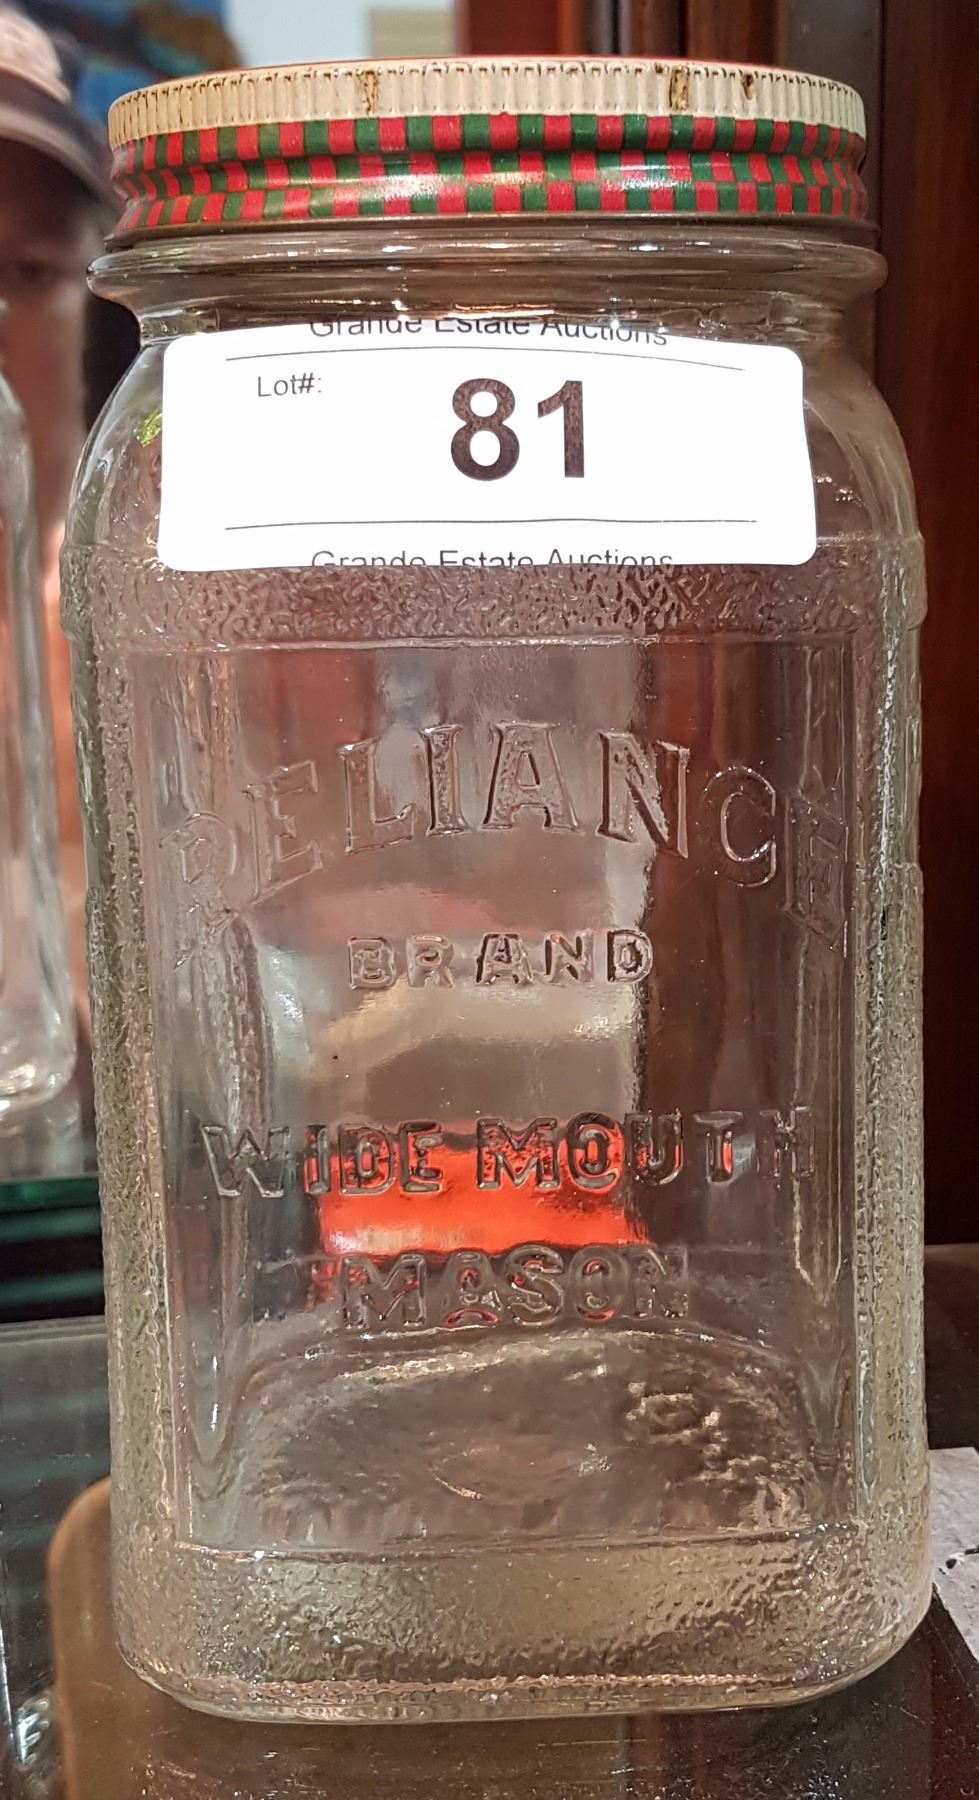 Grande Estate Auctions
Lot#:
81
Grande Estate Auctions
RELIANCE
BRAND
WIDE MOUTH
MASON